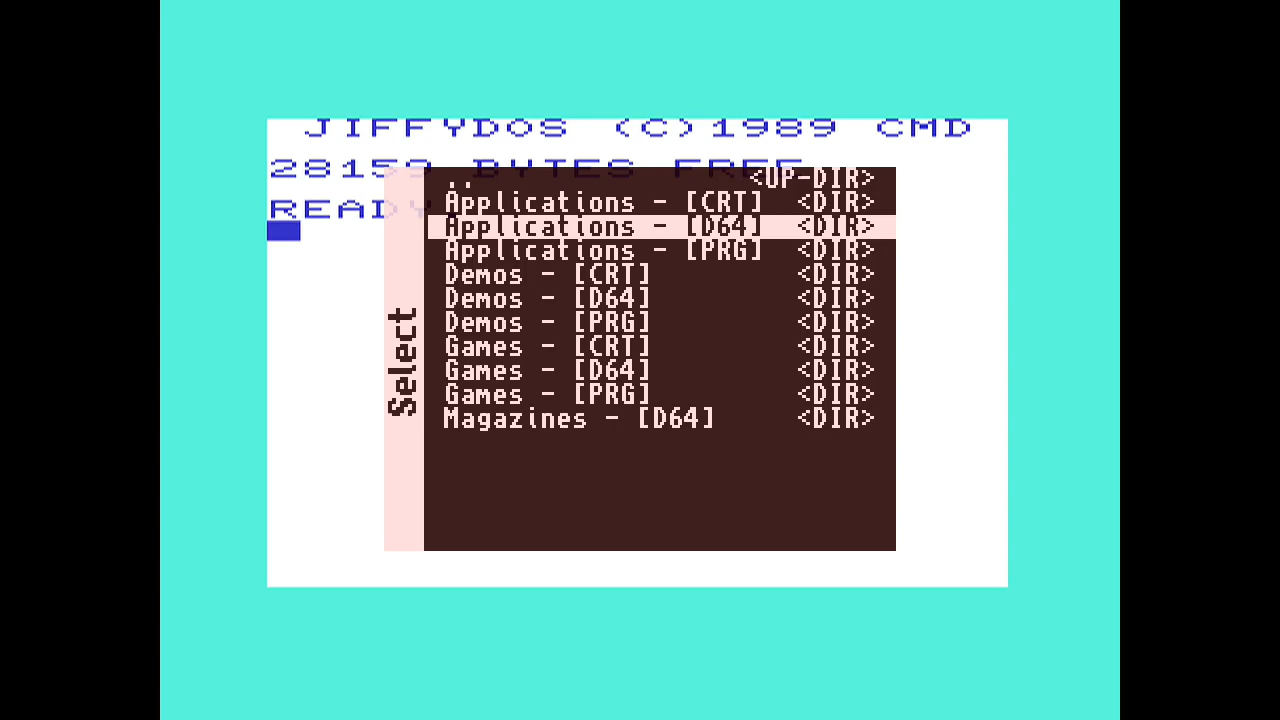 JIFFYDOS (C)1989 CMD
28159 BYTES FREE
READY
Select
.. <UP-DIR>
Applications - [CRT] <DIR>
Applications - [D64] <DIR>
Applications - [PRG] <DIR>
Demos - [CRT] <DIR>
Demos - [D64] <DIR>
Demos - [PRG] <DIR>
Games - [CRT] <DIR>
Games - [D64] <DIR>
Games - [PRG] <DIR>
Magazines - [D64] <DIR>